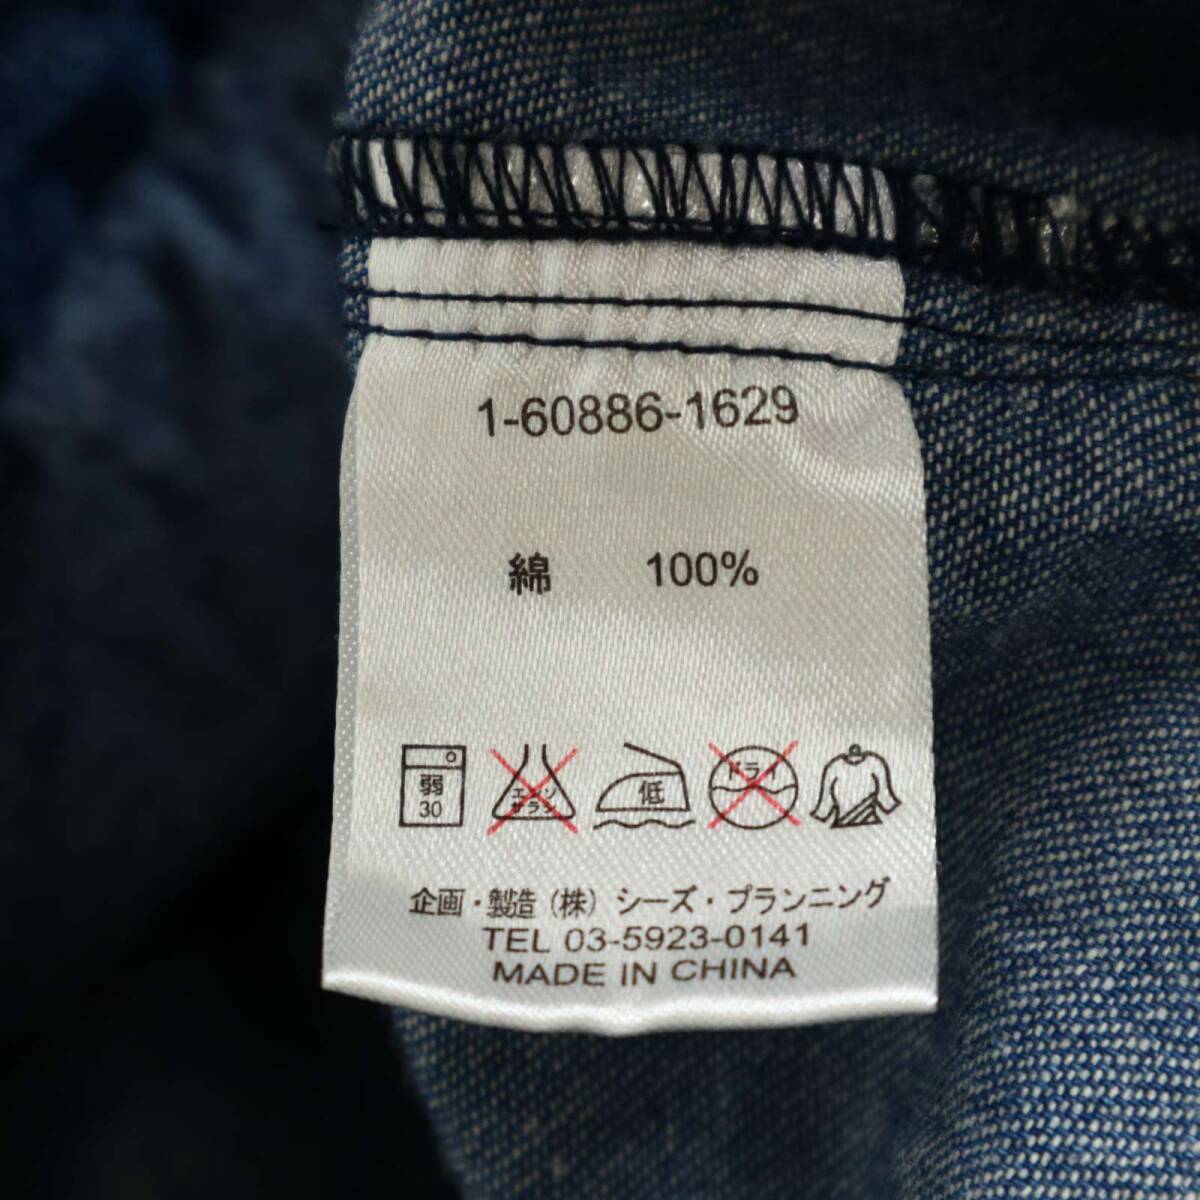 1-60886-1629
綿 100%
弱 30 エンソ サラシ 低 ドライ
企画・製造(株)シーズ・プランニング
TEL 03-5923-0141
MADE IN CHINA